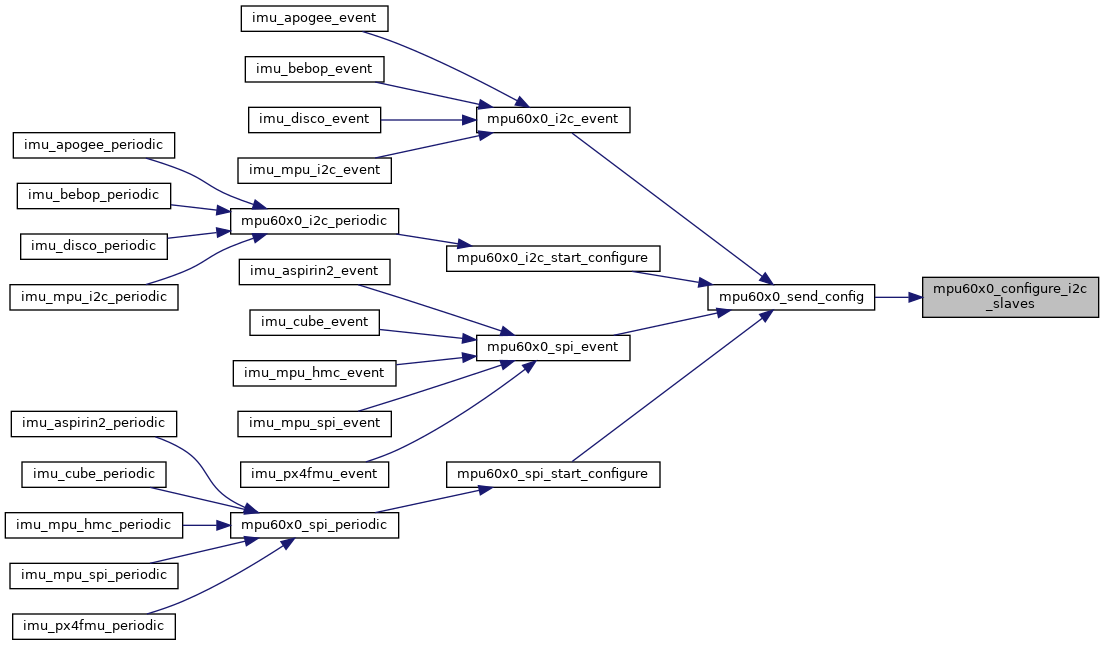 imu_apogee_event
imu_bebop_event
imu_disco_event
mpu60x0_i2c_event
imu_apogee_periodic
imu_mpu_i2c_event
imu_bebop_periodic
mpu60x0_i2c_periodic
imu_disco_periodic
mpu60x0_i2c_start_configure
imu_aspirin2_event
imu_mpu_i2c_periodic
mpu60x0_send_config
mpu60x0_configure_i2c
_slaves
imu_cube_event
mpu60x0_spi_event
imu_mpu_hmc_event
imu_aspirin2_periodic
imu_mpu_spi_event
imu_cube_periodic
imu_px4fmu_event
mpu60x0_spi_start_configure
imu_mpu_hmc_periodic
mpu60x0_spi_periodic
imu_mpu_spi_periodic
imu_px4fmu_periodic